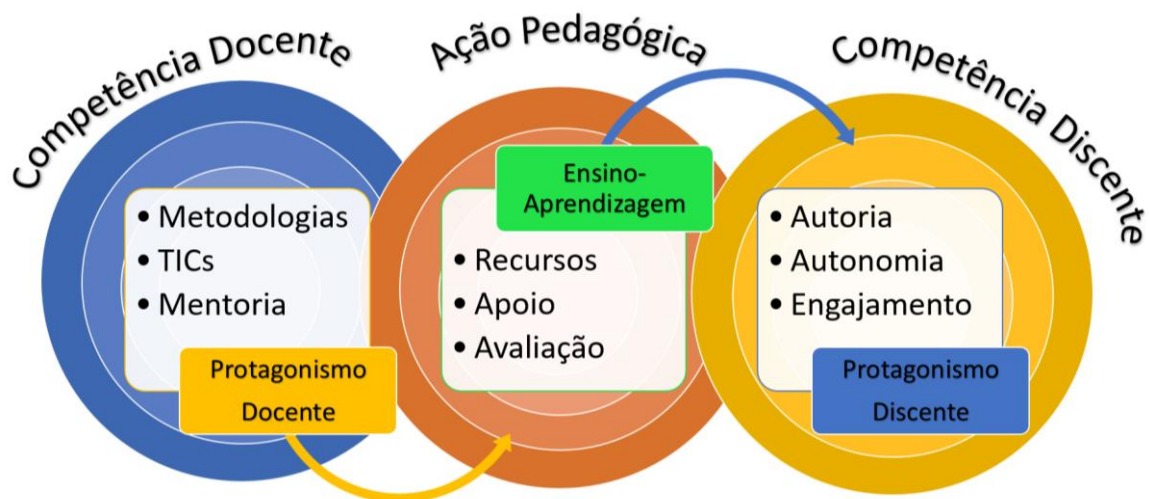 Competência Docente
• Metodologias
• TICs
• Mentoria
Protagonismo
Docente
Ação Pedagógica
Ensino-
Aprendizagem
• Recursos
• Apoio
• Avaliação
Competência Discente
• Autoria
• Autonomia
• Engajamento
Protagonismo
Discente